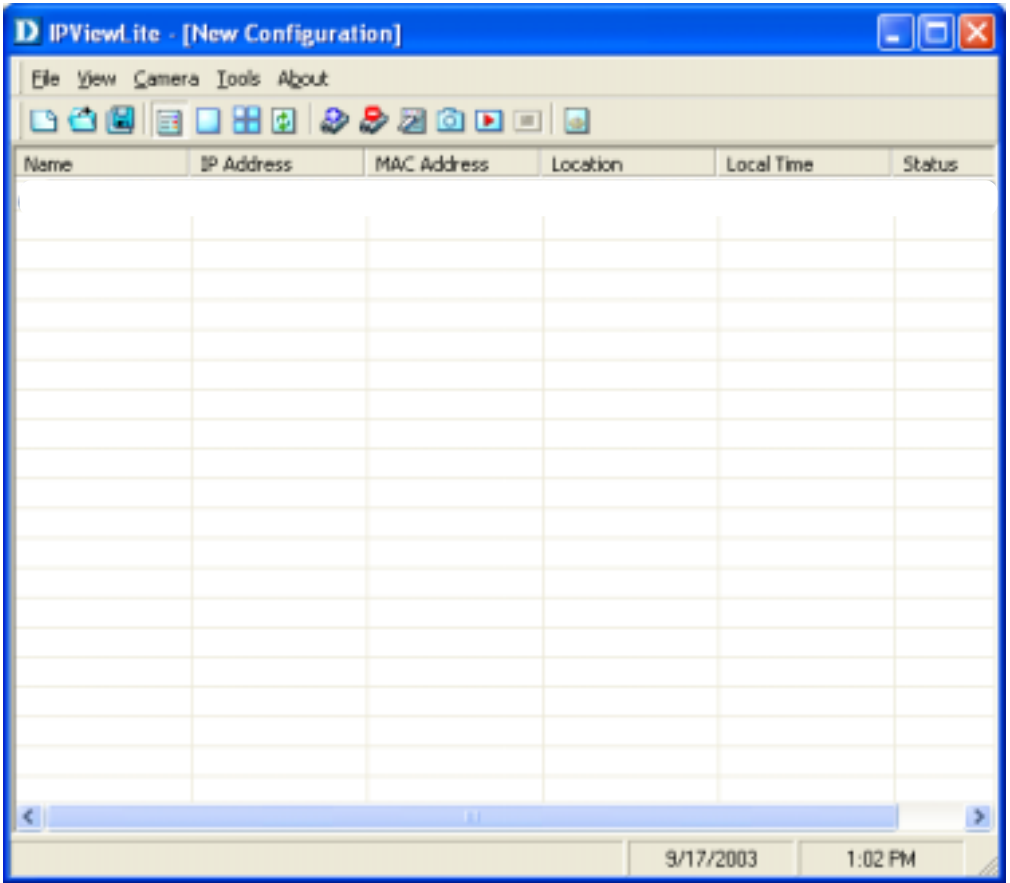 D IPViewLite - [New Configuration]
File View Camera Tools About
Name IP Address MAC Address Location Local Time Status
9/17/2003 1:02 PM